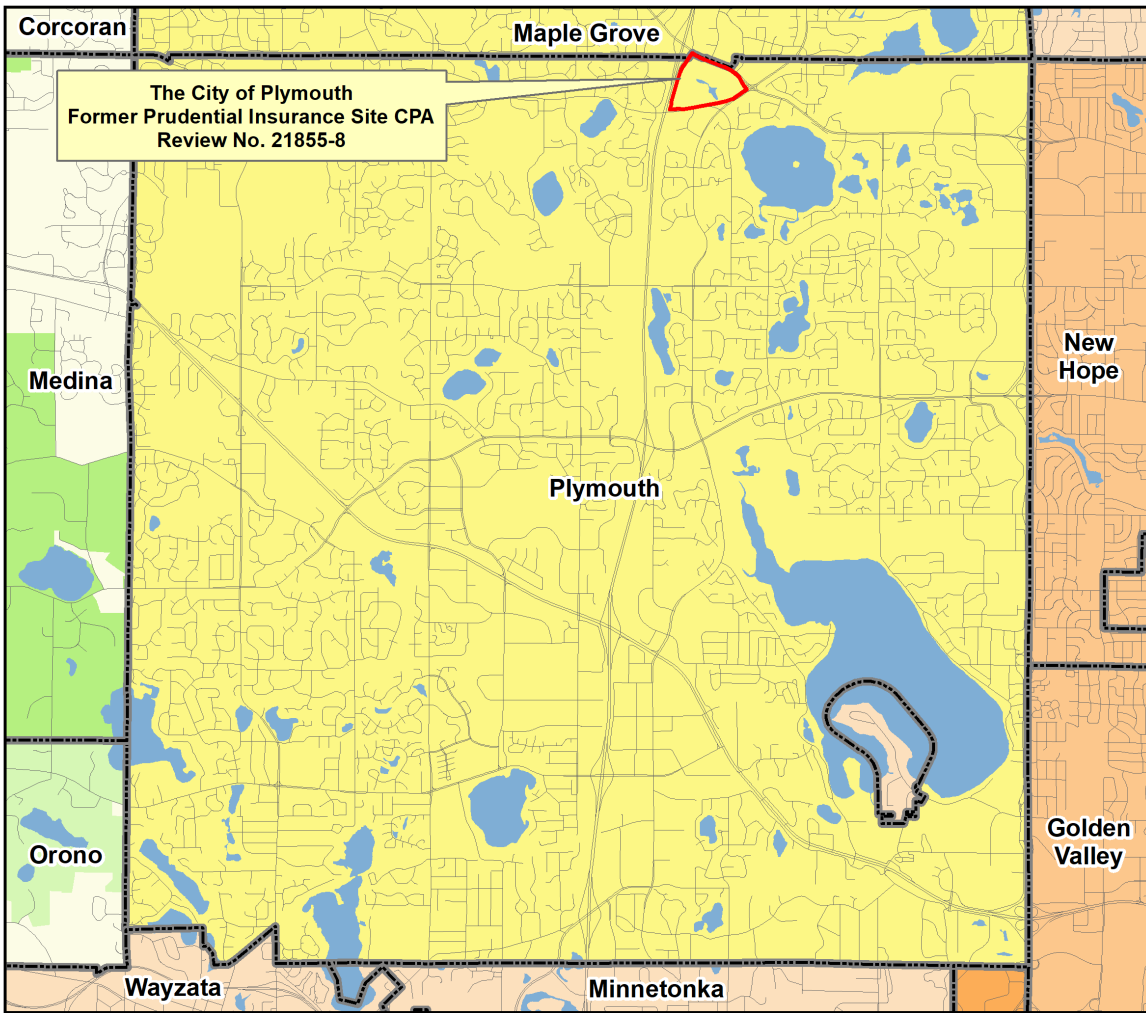 Corcoran
Maple Grove
The City of Plymouth
Former Prudential Insurance Site CPA
Review No. 21855-8
New
Hope
Medina
Plymouth
Golden
Valley
Orono
Wayzata
Minnetonka